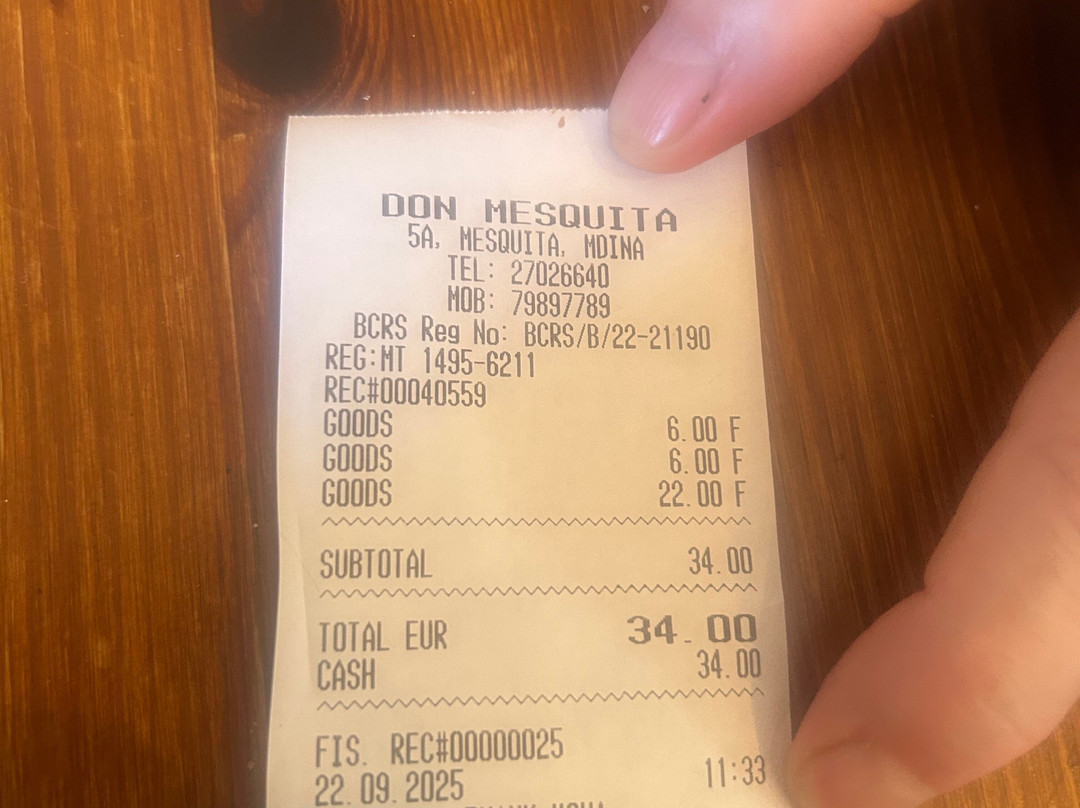 DON MESQUITA
5A, MESQUITA, MDINA
TEL: 27026640
MOB: 79897789
BCRS Reg No: BCRS/B/22-21190
REG:MT 1495-6211
REC#00040559
GOODS 6.00 F
GOODS 6.00 F
GOODS 22.00 F
SUBTOTAL 34.00
TOTAL EUR 34.00
CASH 34.00
FIS. REC#00000025
22.09.2025 11:33